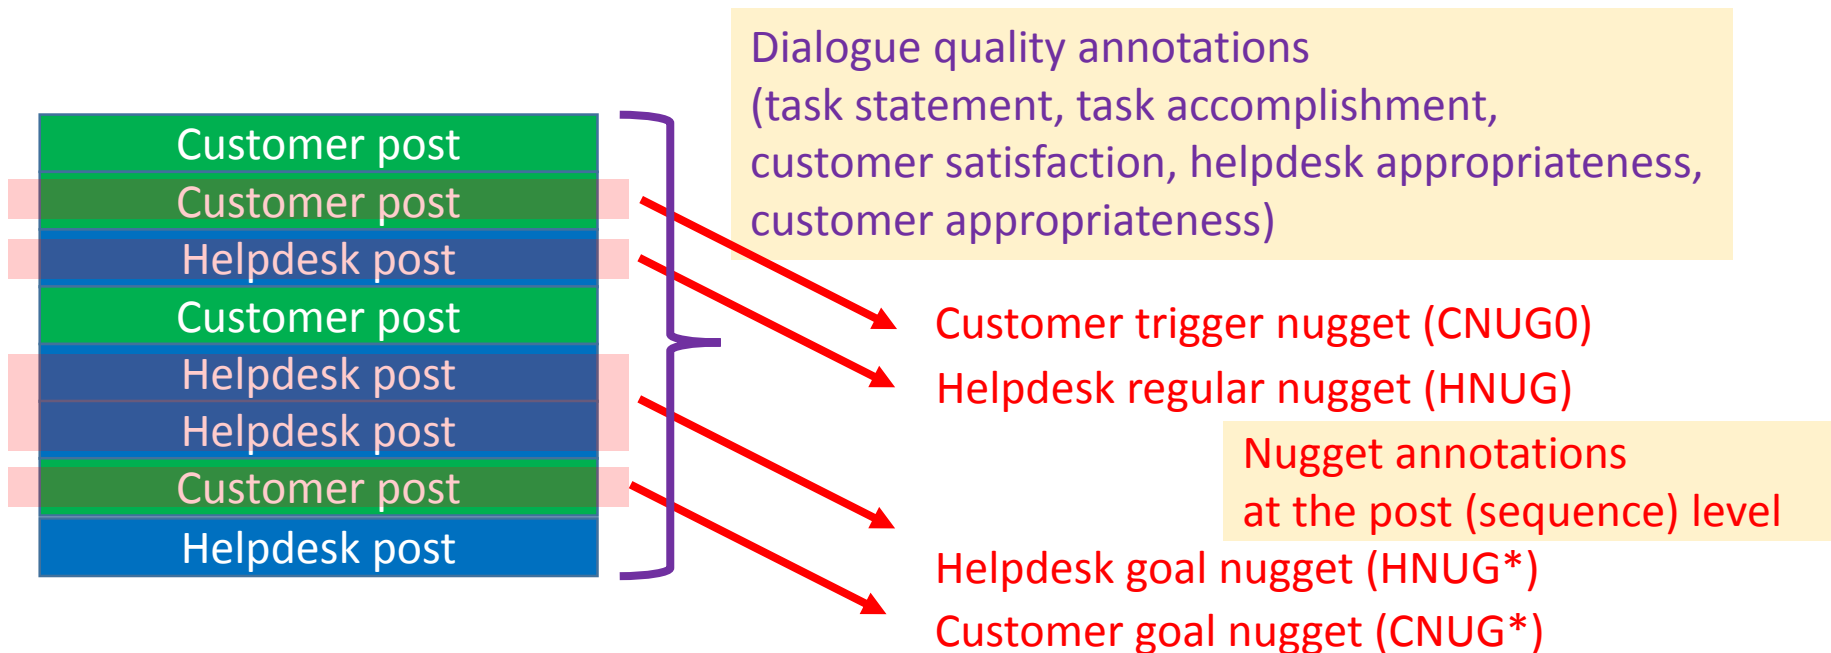 Dialogue quality annotations
(task statement, task accomplishment,
customer satisfaction, helpdesk appropriateness,
customer appropriateness)
Customer post
Customer post
Helpdesk post
Customer post
Helpdesk post
Helpdesk post
Customer post
Helpdesk post
Customer trigger nugget (CNUG0)
Helpdesk regular nugget (HNUG)
Nugget annotations
at the post (sequence) level
Helpdesk goal nugget (HNUG*)
Customer goal nugget (CNUG*)